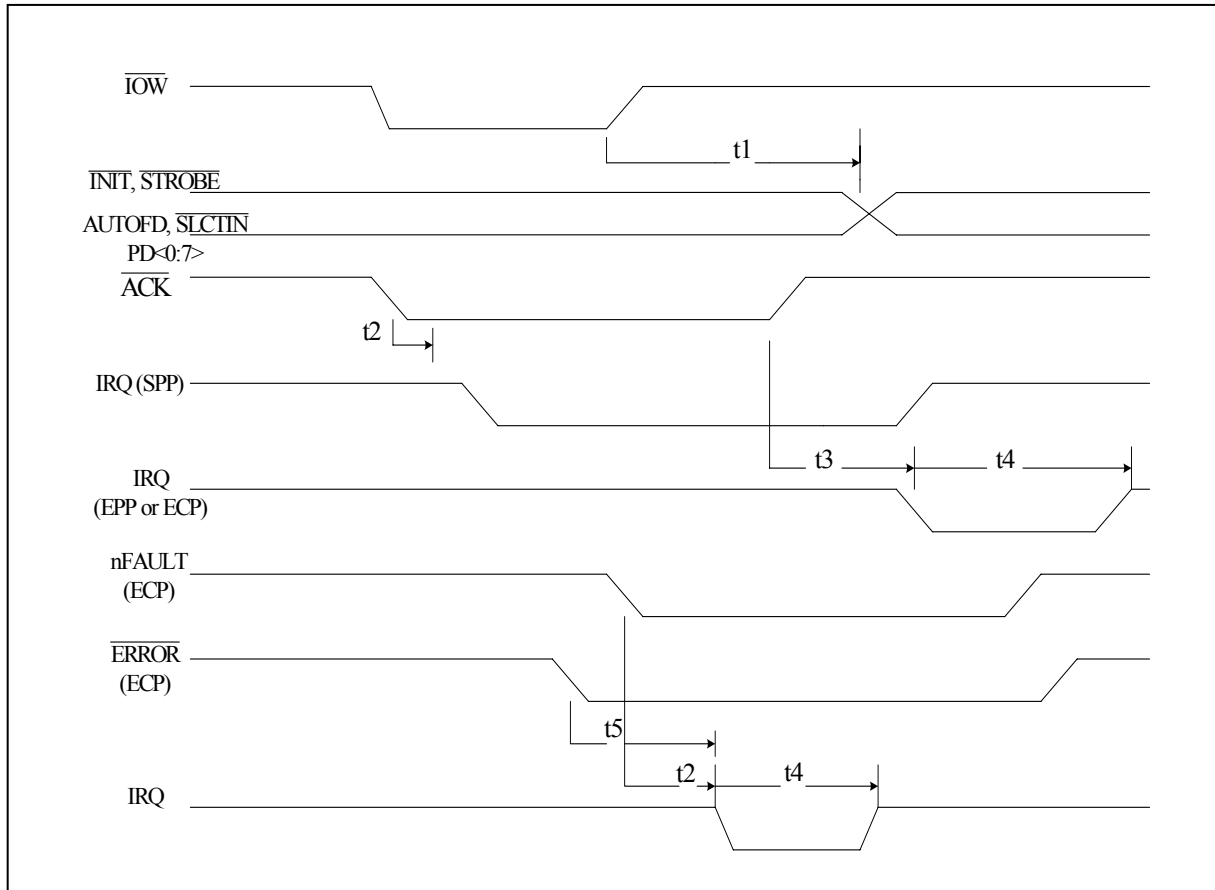 IOW
t1
INIT, STROBE
AUTOFD, SLCTIN
PD<0:7>
ACK
t2
IRQ (SPP)
t3
t4
IRQ
(EPP or ECP)
nFAULT
(ECP)
ERROR
(ECP)
t5
t2
t4
IRQ